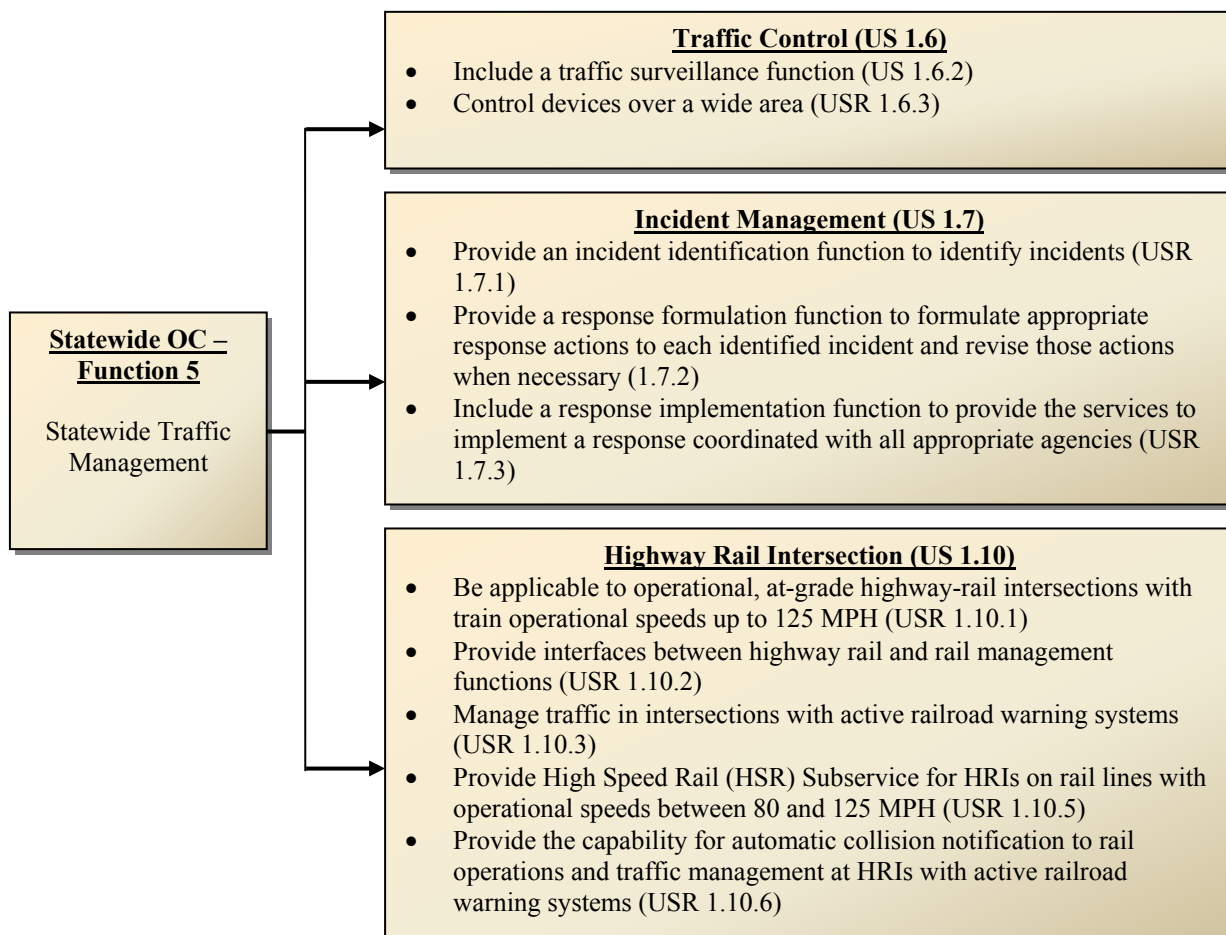 Statewide OC –
Function 5
Statewide Traffic
Management
Traffic Control (US 1.6)
• Include a traffic surveillance function (US 1.6.2)
• Control devices over a wide area (USR 1.6.3)
Incident Management (US 1.7)
• Provide an incident identification function to identify incidents (USR
1.7.1)
• Provide a response formulation function to formulate appropriate
response actions to each identified incident and revise those actions
when necessary (1.7.2)
• Include a response implementation function to provide the services to
implement a response coordinated with all appropriate agencies (USR
1.7.3)
Highway Rail Intersection (US 1.10)
• Be applicable to operational, at-grade highway-rail intersections with
train operational speeds up to 125 MPH (USR 1.10.1)
• Provide interfaces between highway rail and rail management
functions (USR 1.10.2)
• Manage traffic in intersections with active railroad warning systems
(USR 1.10.3)
• Provide High Speed Rail (HSR) Subservice for HRIs on rail lines with
operational speeds between 80 and 125 MPH (USR 1.10.5)
• Provide the capability for automatic collision notification to rail
operations and traffic management at HRIs with active railroad
warning systems (USR 1.10.6)